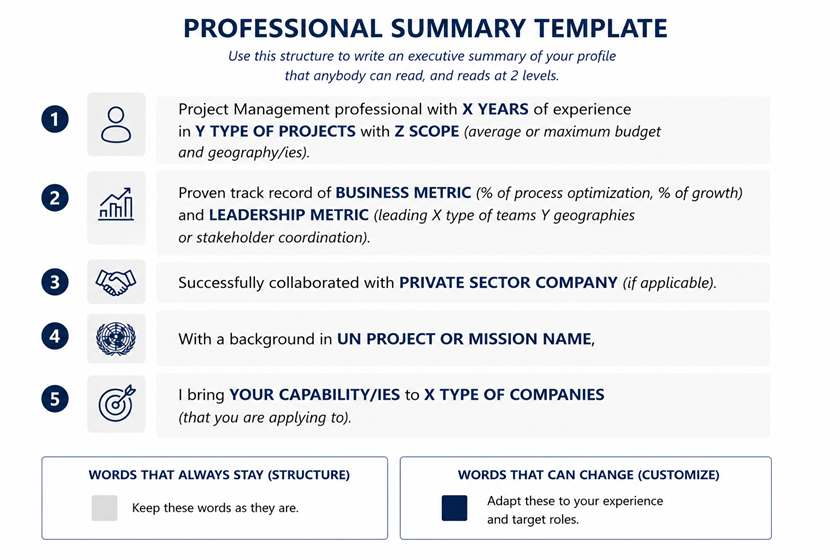 PROFESSIONAL SUMMARY TEMPLATE
Use this structure to write an executive summary of your profile
that anybody can read, and reads at 2 levels.
1
Project Management professional with X YEARS of experience
in Y TYPE OF PROJECTS with Z SCOPE (average or maximum budget
and geography/ies).
2
Proven track record of BUSINESS METRIC (% of process optimization, % of growth)
and LEADERSHIP METRIC (leading X type of teams Y geographies
or stakeholder coordination).
3
Successfully collaborated with PRIVATE SECTOR COMPANY (if applicable).
4
With a background in UN PROJECT OR MISSION NAME,
5
I bring YOUR CAPABILITY/IES to X TYPE OF COMPANIES
(that you are applying to).
WORDS THAT ALWAYS STAY (STRUCTURE)
Keep these words as they are.
WORDS THAT CAN CHANGE (CUSTOMIZE)
Adapt these to your experience
and target roles.